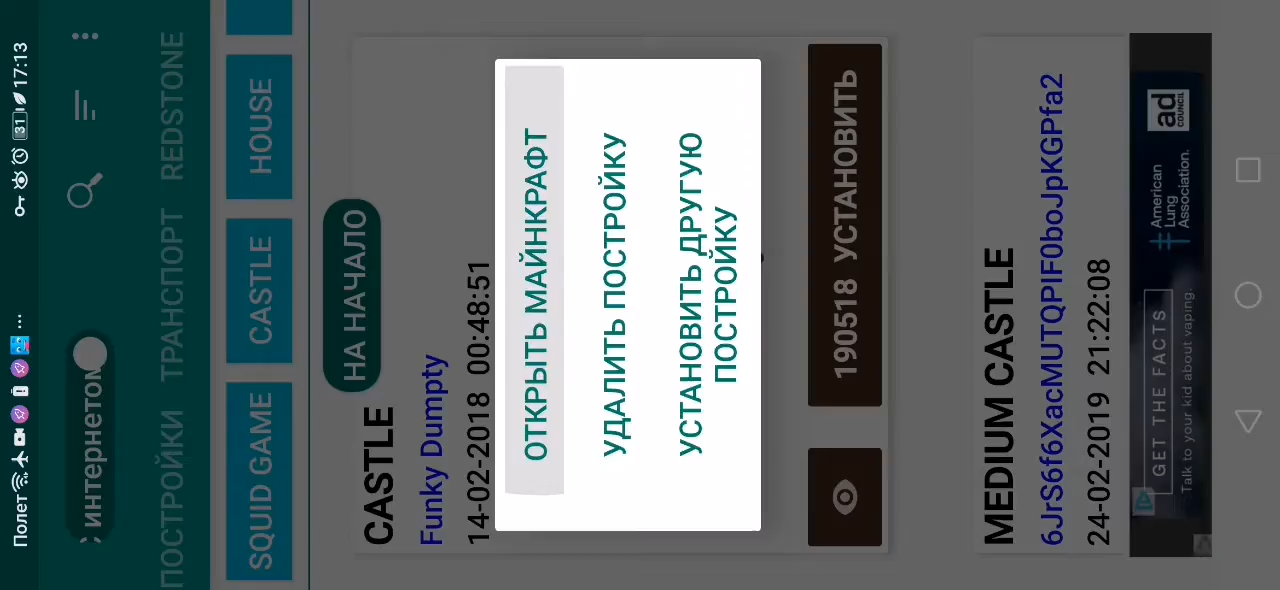 Полет ... 31 17:13
с интернетом
ПОСТРОЙКИ ТРАНСПОРТ REDSTONE
SQUID GAME CASTLE HOUSE
НА НАЧАЛО
CASTLE
Funky Dumpty
14-02-2018 00:48:51
ОТКРЫТЬ МАЙНКРАФТ
УДАЛИТЬ ПОСТРОЙКУ
УСТАНОВИТЬ ДРУГУЮ
ПОСТРОЙКУ
190518 УСТАНОВИТЬ
MEDIUM CASTLE
6JrS6f6XacMUTQPIF0boJpKGPfa2
24-02-2019 21:22:08
GET THE FACTS
Talk to your kid about vaping.
American
Lung
Association.
ad
COUNCIL